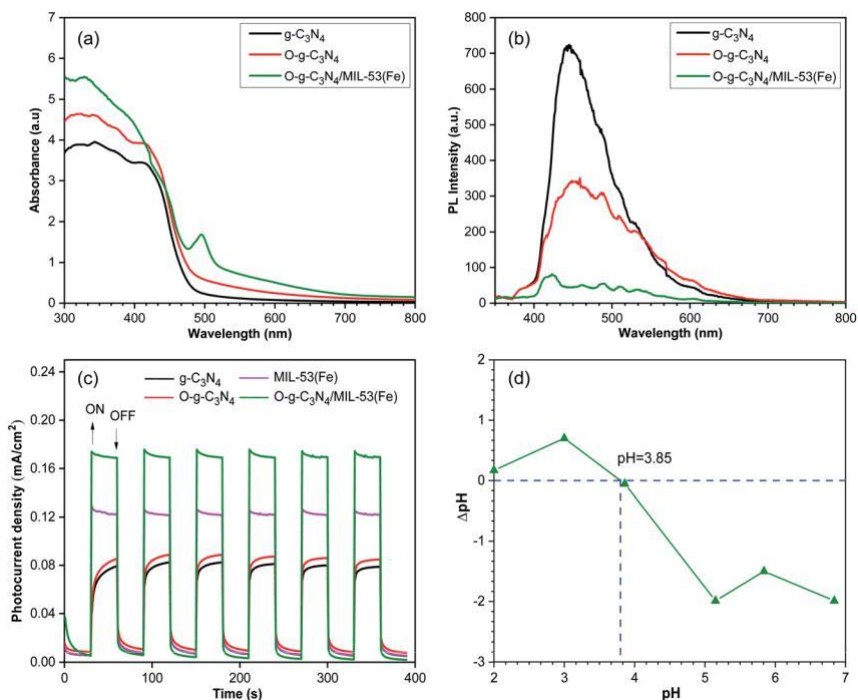 (a)
g-C₃N₄
O-g-C₃N₄
O-g-C₃N₄/MIL-53(Fe)
7
6
5
4
3
2
1
0
300 400 500 600 700 800
Absorbance (a.u)
Wavelength (nm)
(b)
g-C₃N₄
O-g-C₃N₄
O-g-C₃N₄/MIL-53(Fe)
800
700
600
500
400
300
200
100
0
400 500 600 700 800
PL Intensity (a.u.)
Wavelength (nm)
(c)
g-C₃N₄ MIL-53(Fe)
O-g-C₃N₄ O-g-C₃N₄/MIL-53(Fe)
ON
OFF
0.24
0.20
0.16
0.12
0.08
0.04
0.00
0 100 200 300 400
Photocurrent density (mA/cm²)
Time (s)
(d)
pH=3.85
2
1
0
-1
-2
-3
2 3 4 5 6 7
ΔpH
pH